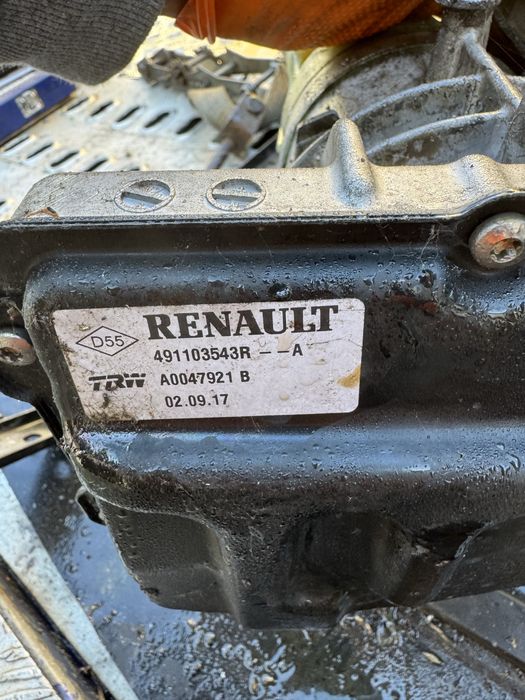 D55 RENAULT
491103543R --A
TRW A0047921 B
02.09.17